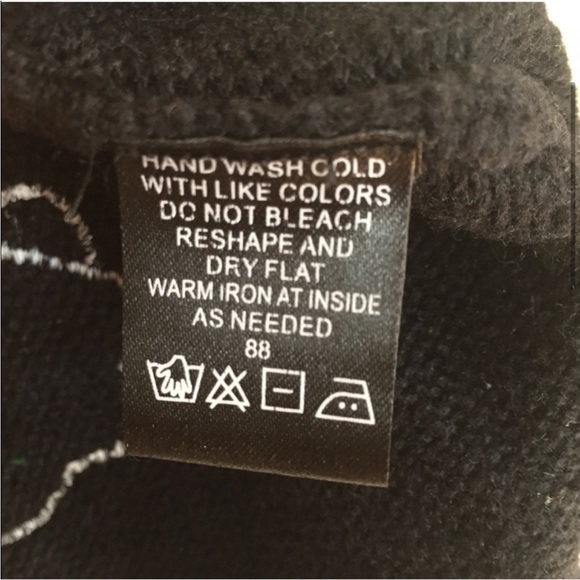 HAND WASH COLD
WITH LIKE COLORS
DO NOT BLEACH
RESHAPE AND
DRY FLAT
WARM IRON AT INSIDE
AS NEEDED
88